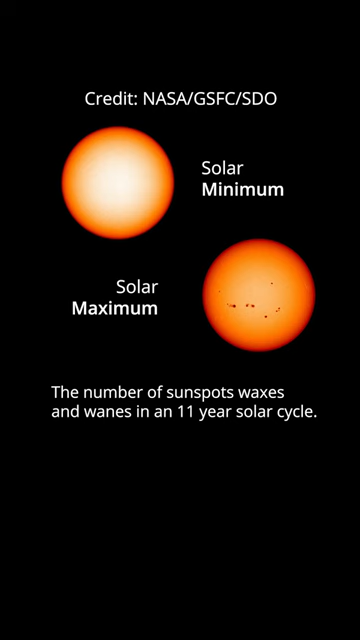 Credit: NASA/GSFC/SDO
Solar
Minimum
Solar
Maximum
The number of sunspots waxes
and wanes in an 11 year solar cycle.